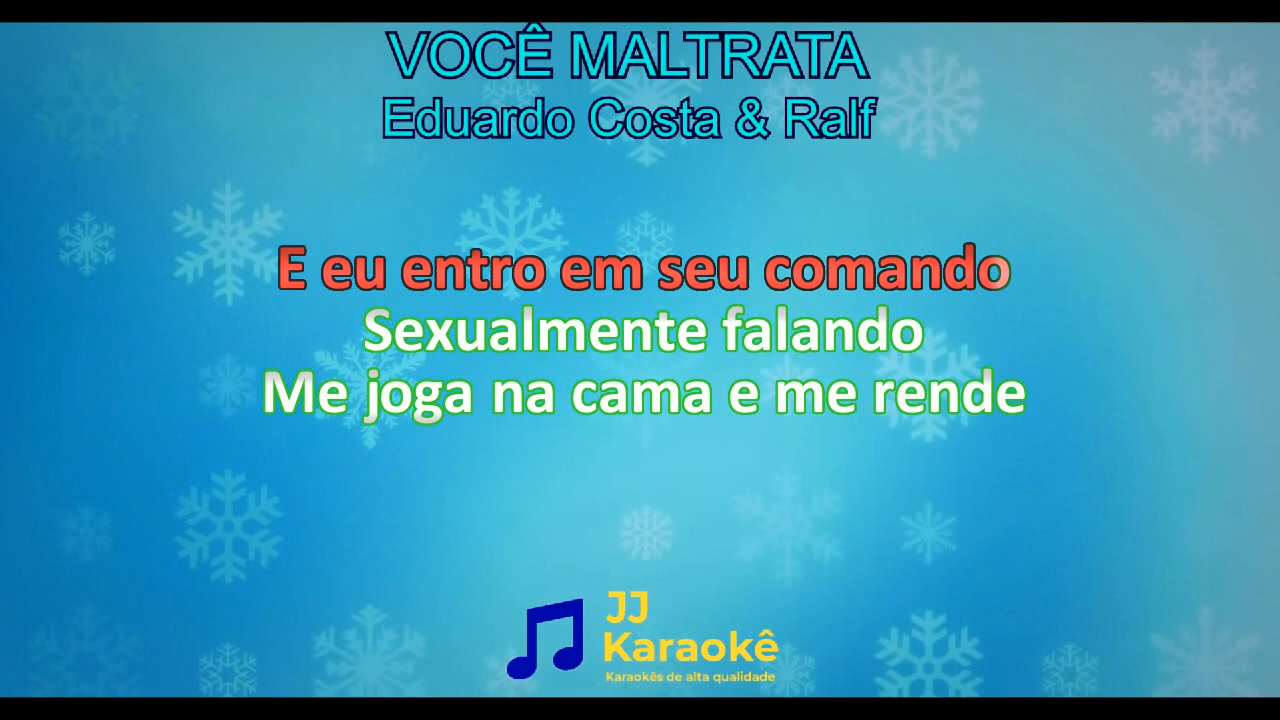 VOCÊ MALTRATA
Eduardo Costa & Ralf
E eu entro em seu comando
Sexualmente falando
Me joga na cama e me rende
JJ
Karaokê
Karaokês de alta qualidade